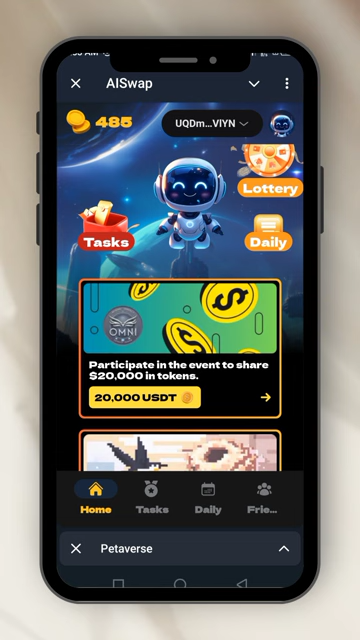 AISwap
485
UQDm...VIYN
Lottery
Tasks
Daily
OMNI
Participate in the event to share
$20,000 in tokens.
20,000 USDT
Home
Tasks
Daily
Frie...
Petaverse